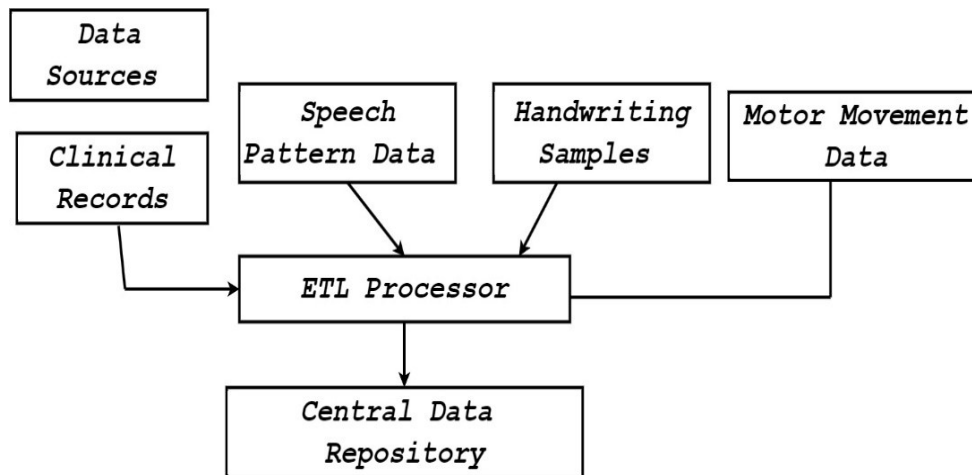 Data
Sources
Clinical
Records
Speech
Pattern Data
Handwriting
Samples
Motor Movement
Data
ETL Processor
Central Data
Repository